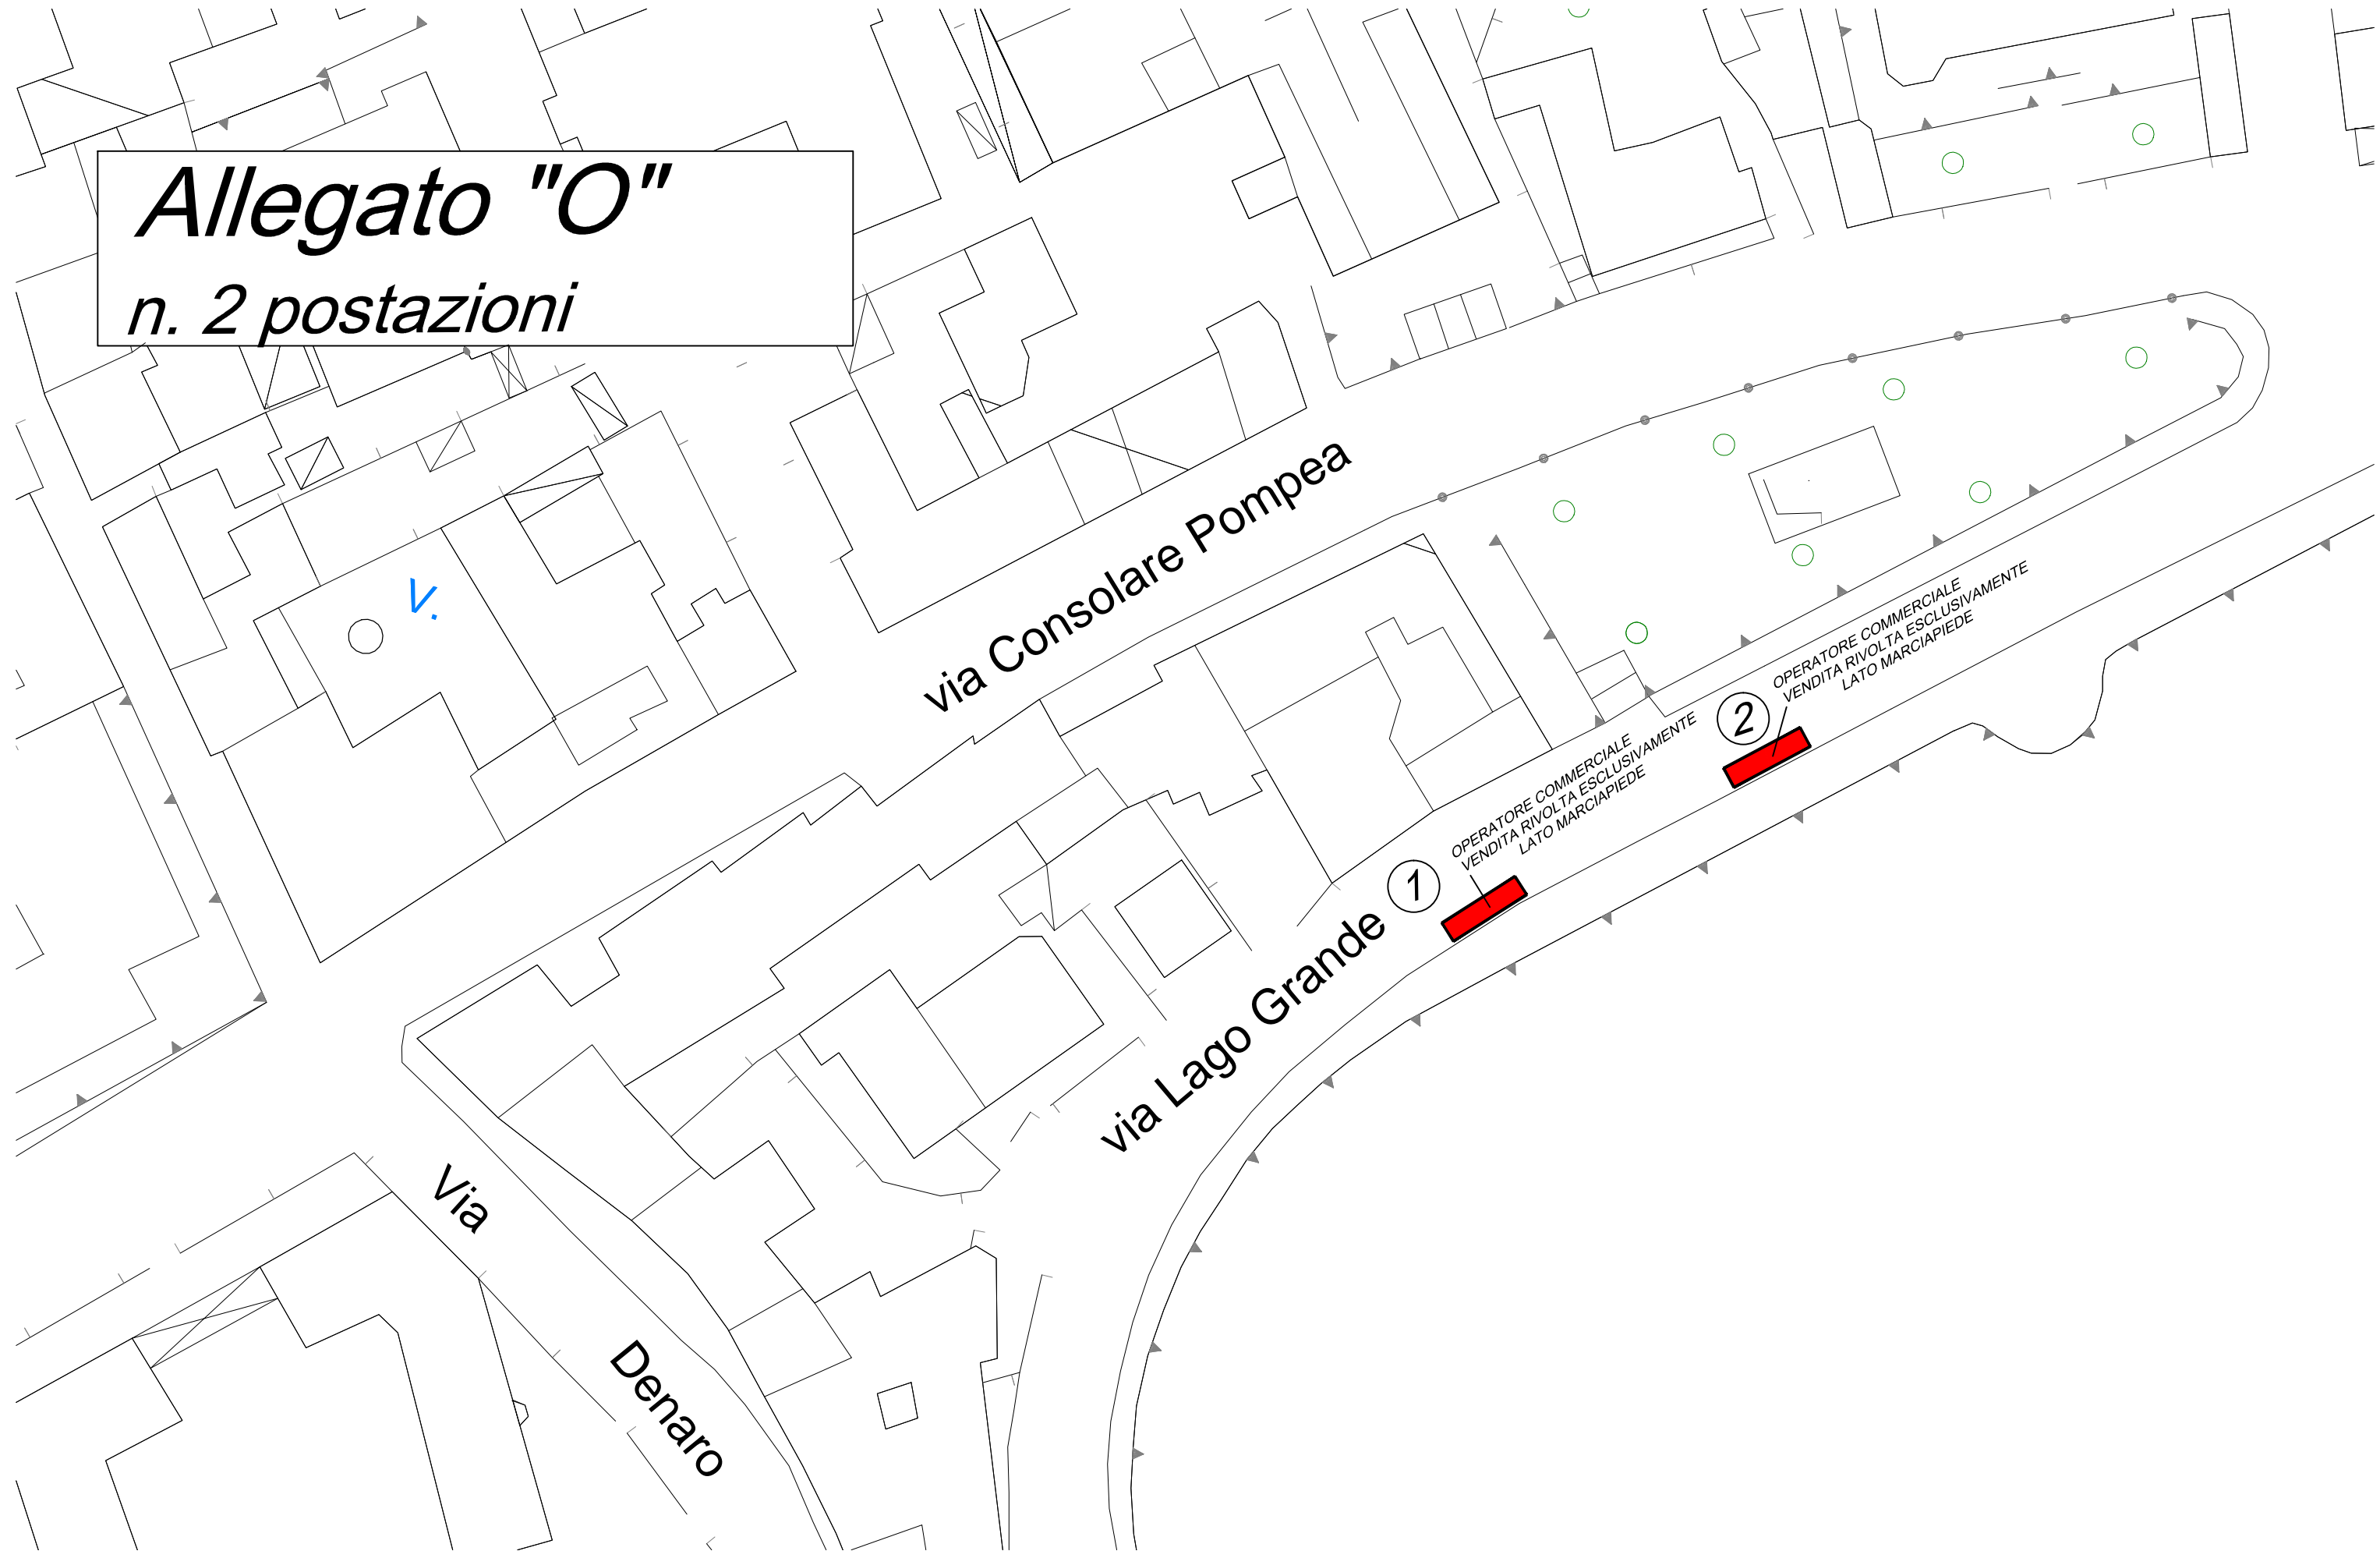 Allegato "O"
n. 2 postazioni
V.
via Consolare Pompea
OPERATORE COMMERCIALE
VENDITA RIVOLTA ESCLUSIVAMENTE
LATO MARCIAPIEDE
2
OPERATORE COMMERCIALE
VENDITA RIVOLTA ESCLUSIVAMENTE
LATO MARCIAPIEDE
1
via Lago Grande
Via
Denaro